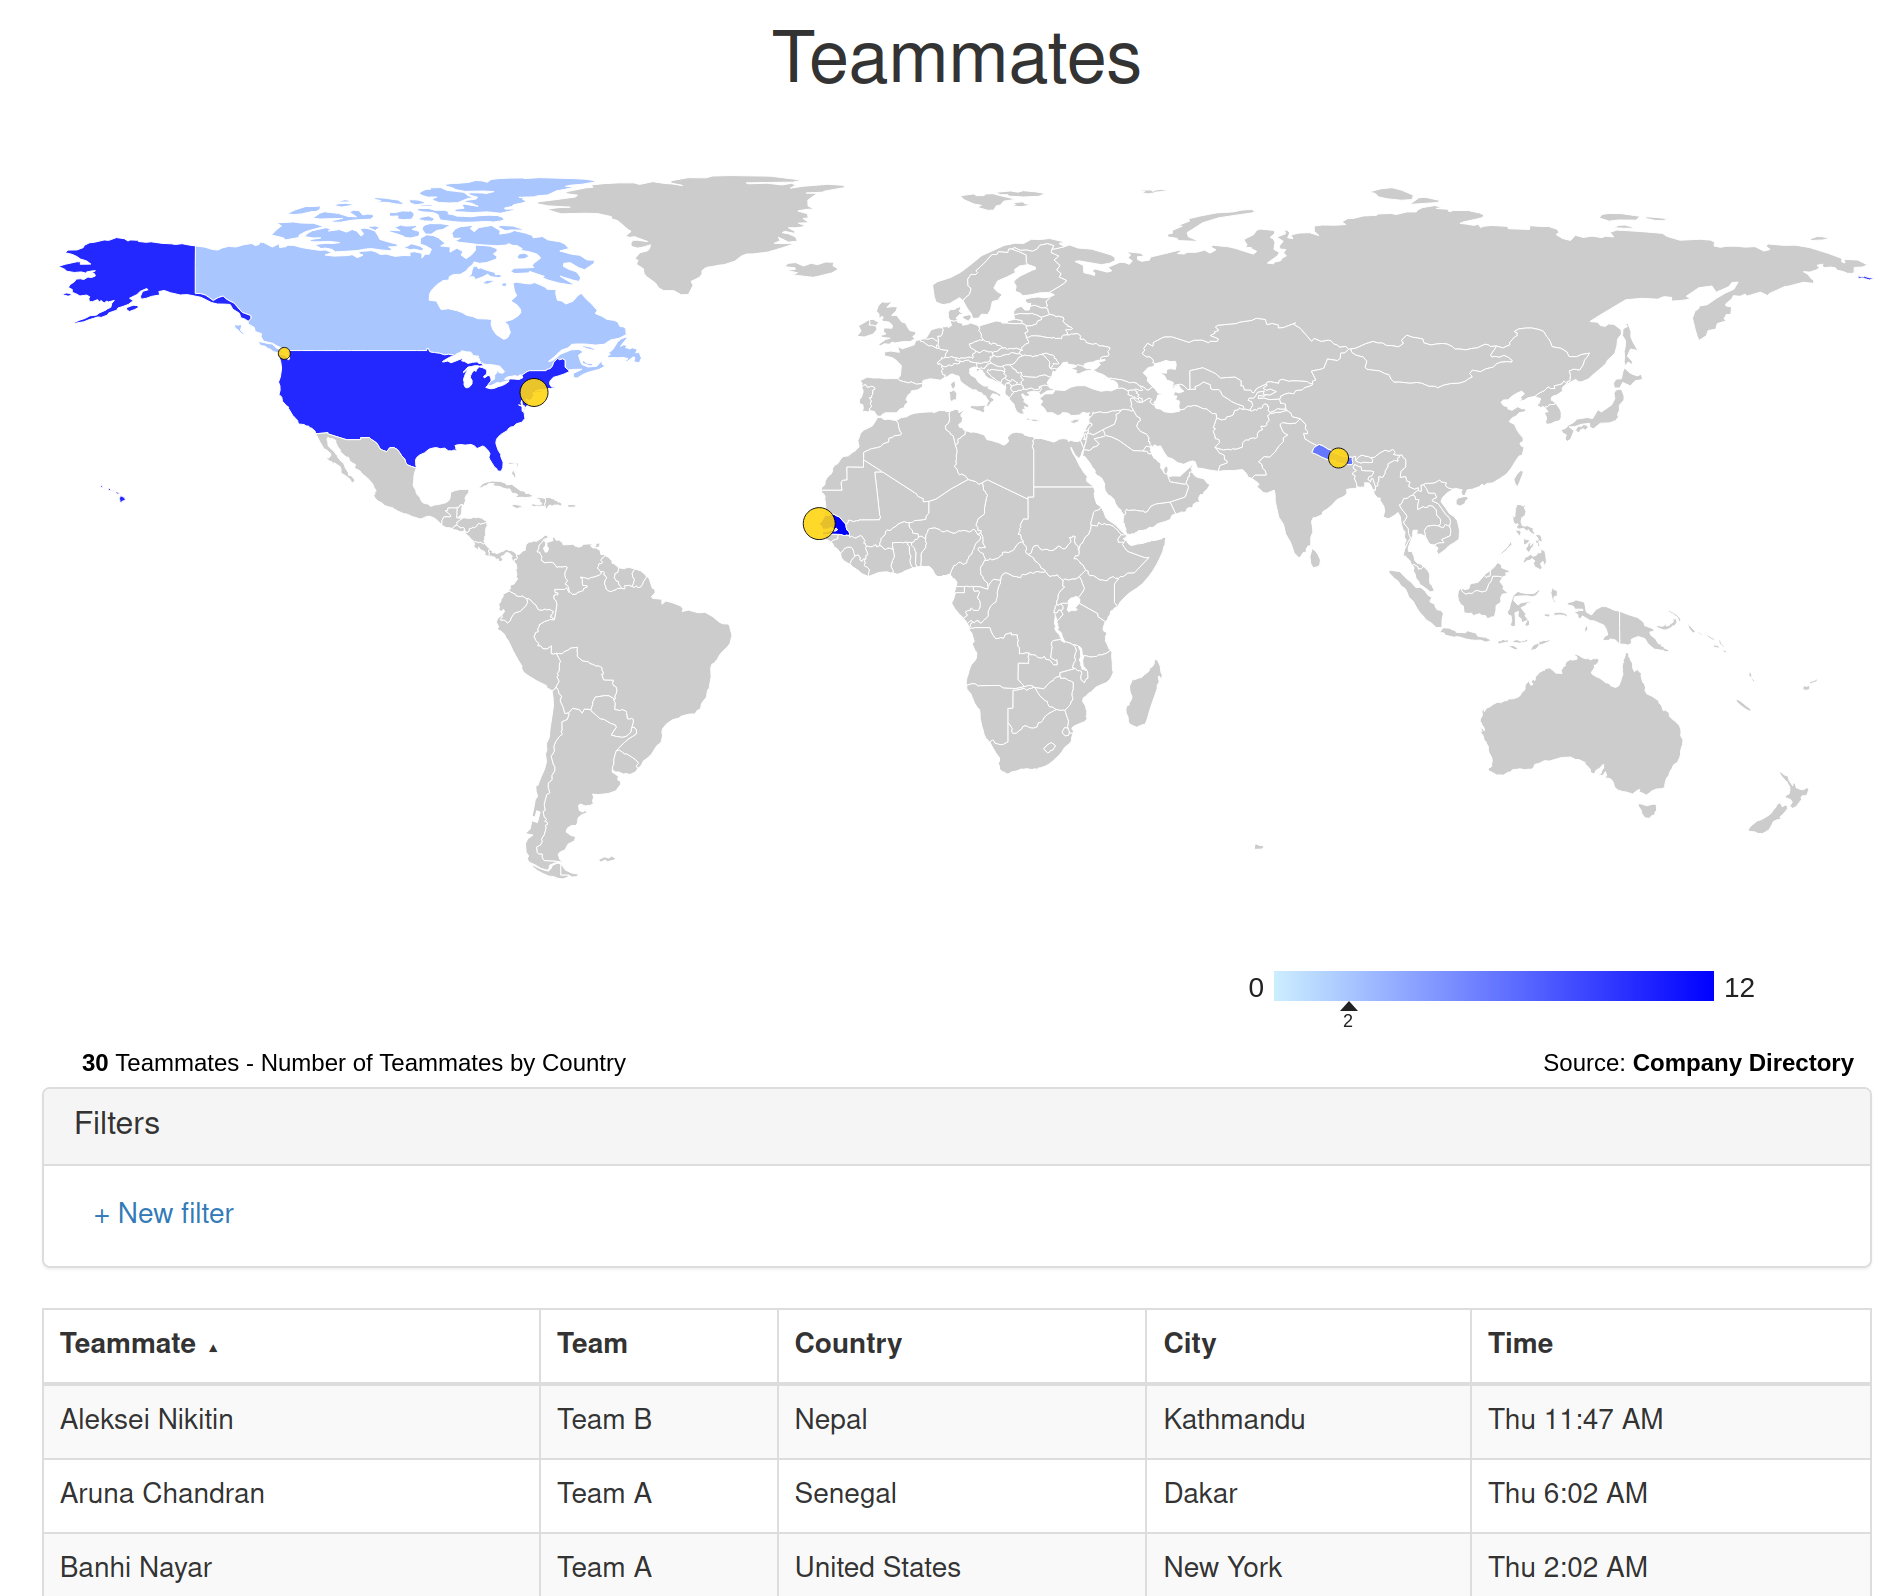 Teammates
0 12
2
30 Teammates - Number of Teammates by Country Source: Company Directory
Filters
+ New filter
Teammate ▲ Team Country City Time
Aleksei Nikitin Team B Nepal Kathmandu Thu 11:47 AM
Aruna Chandran Team A Senegal Dakar Thu 6:02 AM
Banhi Nayar Team A United States New York Thu 2:02 AM